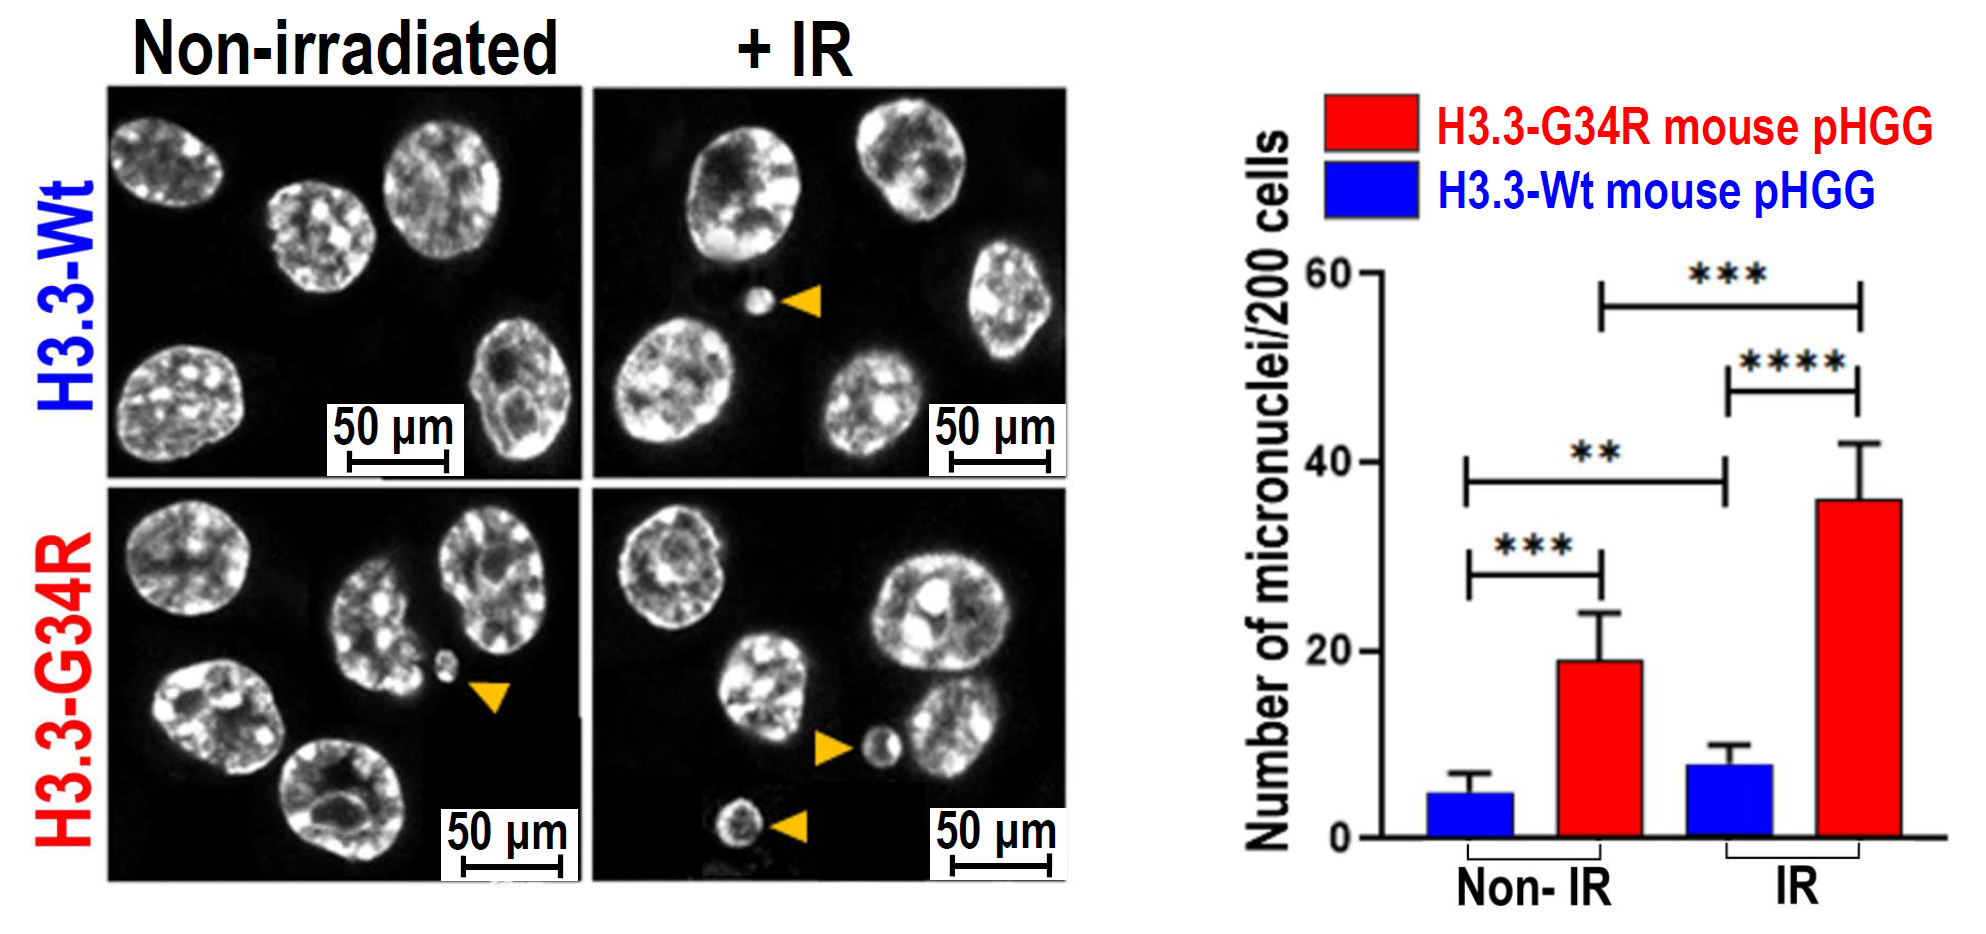 Non-irradiated
+ IR
H3.3-Wt
50 µm
50 µm
H3.3-G34R
50 µm
50 µm
H3.3-G34R mouse pHGG
H3.3-Wt mouse pHGG
Number of micronuclei/200 cells
60
40
20
0
***
****
**
***
Non- IR
IR